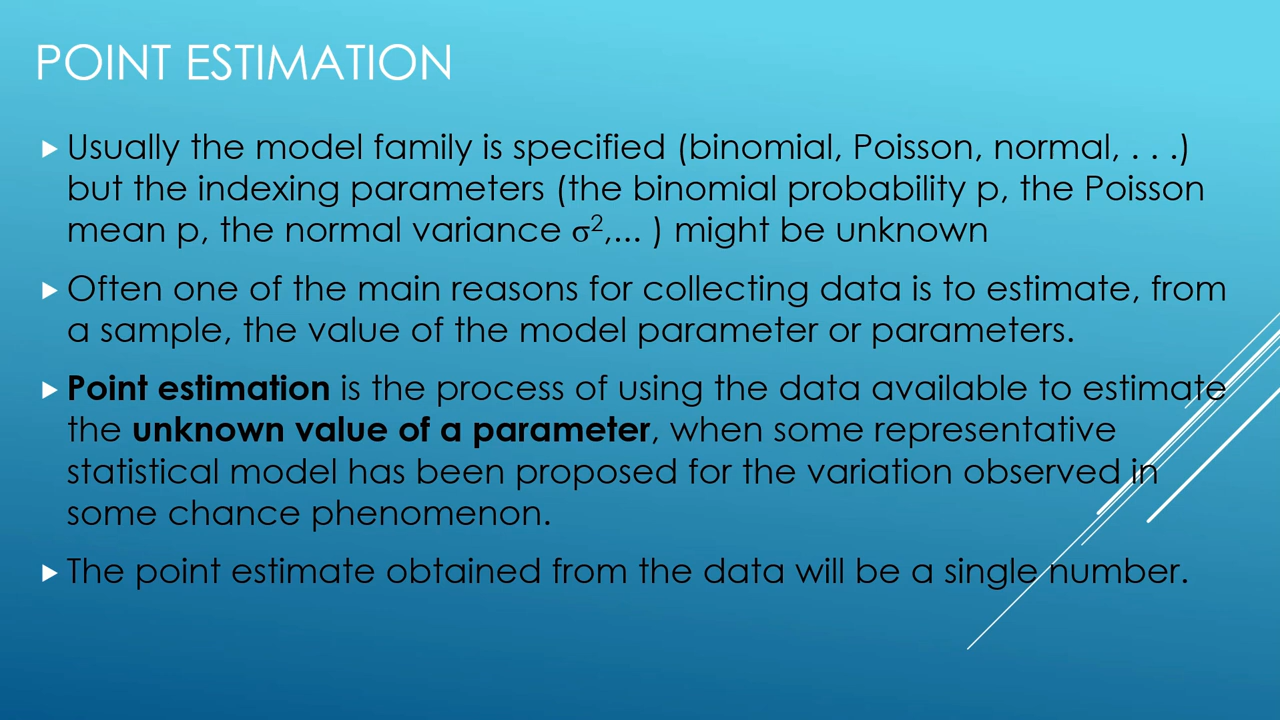 POINT ESTIMATION
Usually the model family is specified (binomial, Poisson, normal, . . .)
but the indexing parameters (the binomial probability p, the Poisson
mean p, the normal variance σ²,... ) might be unknown
Often one of the main reasons for collecting data is to estimate, from
a sample, the value of the model parameter or parameters.
Point estimation is the process of using the data available to estimate
the unknown value of a parameter, when some representative
statistical model has been proposed for the variation observed in
some chance phenomenon.
The point estimate obtained from the data will be a single number.